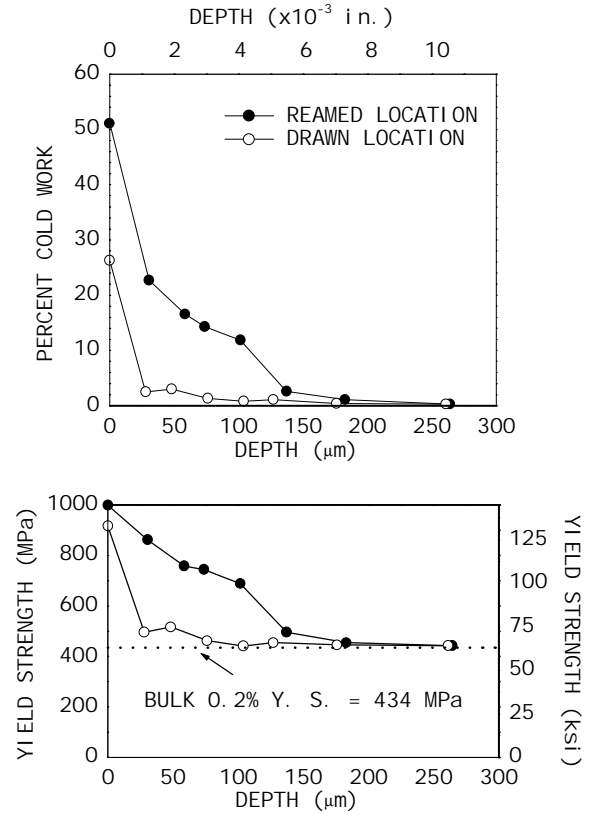 DEPTH (x10-3 in.)
0 2 4 6 8 10
60
50
40
30
20
10
0
PERCENT COLD WORK
REAMED LOCATION
DRAWN LOCATION
0 50 100 150 200 250 300
DEPTH (μm)
1000
800
600
400
200
0
YIELD STRENGTH (MPa)
125
100
75
50
25
0
YIELD STRENGTH (ksi)
BULK 0.2% Y. S. = 434 MPa
0 50 100 150 200 250 300
DEPTH (μm)